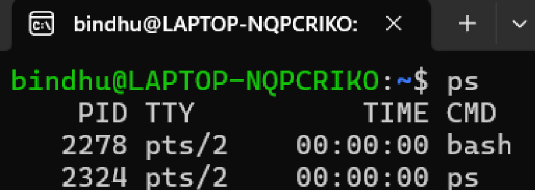 bindhu@LAPTOP-NQPCRIKO:
bindhu@LAPTOP-NQPCRIKO:~$ ps
PID TTY TIME CMD
2278 pts/2 00:00:00 bash
2324 pts/2 00:00:00 ps